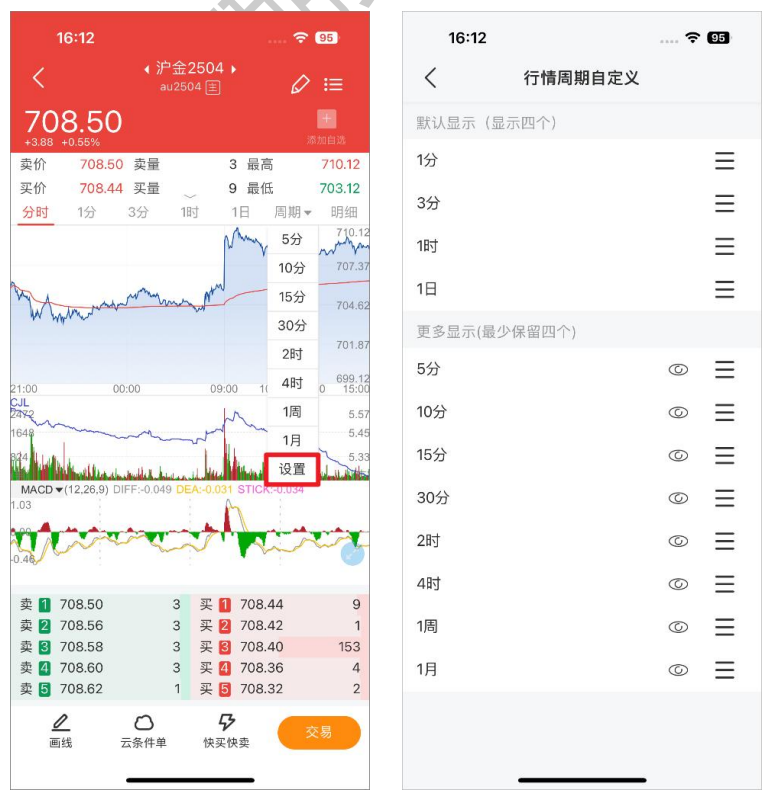 16:12
95
沪金2504
au2504 主
708.50
+3.88 +0.55%
添加自选
卖价 708.50 卖量 3 最高 710.12
买价 708.44 买量 9 最低 703.12
分时 1分 3分 1时 1日 周期 明细
5分
10分
15分
30分
2时
4时
1周
1月
设置
710.12
707.37
704.62
701.87
699.12
21:00 00:00 09:00 15:00
CJL
2472
1648
824
5.57
5.45
5.33
MACD (12,26,9) DIFF:-0.049 DEA:-0.031 STICK:-0.034
1.03
-0.46
卖 1 708.50 3 买 1 708.44 9
卖 2 708.56 3 买 2 708.42 1
卖 3 708.58 3 买 3 708.40 153
卖 4 708.60 3 买 4 708.36 4
卖 5 708.62 1 买 5 708.32 2
画线 云条件单 快买快卖 交易
16:12
95
行情周期自定义
默认显示（显示四个）
1分
3分
1时
1日
更多显示(最少保留四个)
5分
10分
15分
30分
2时
4时
1周
1月